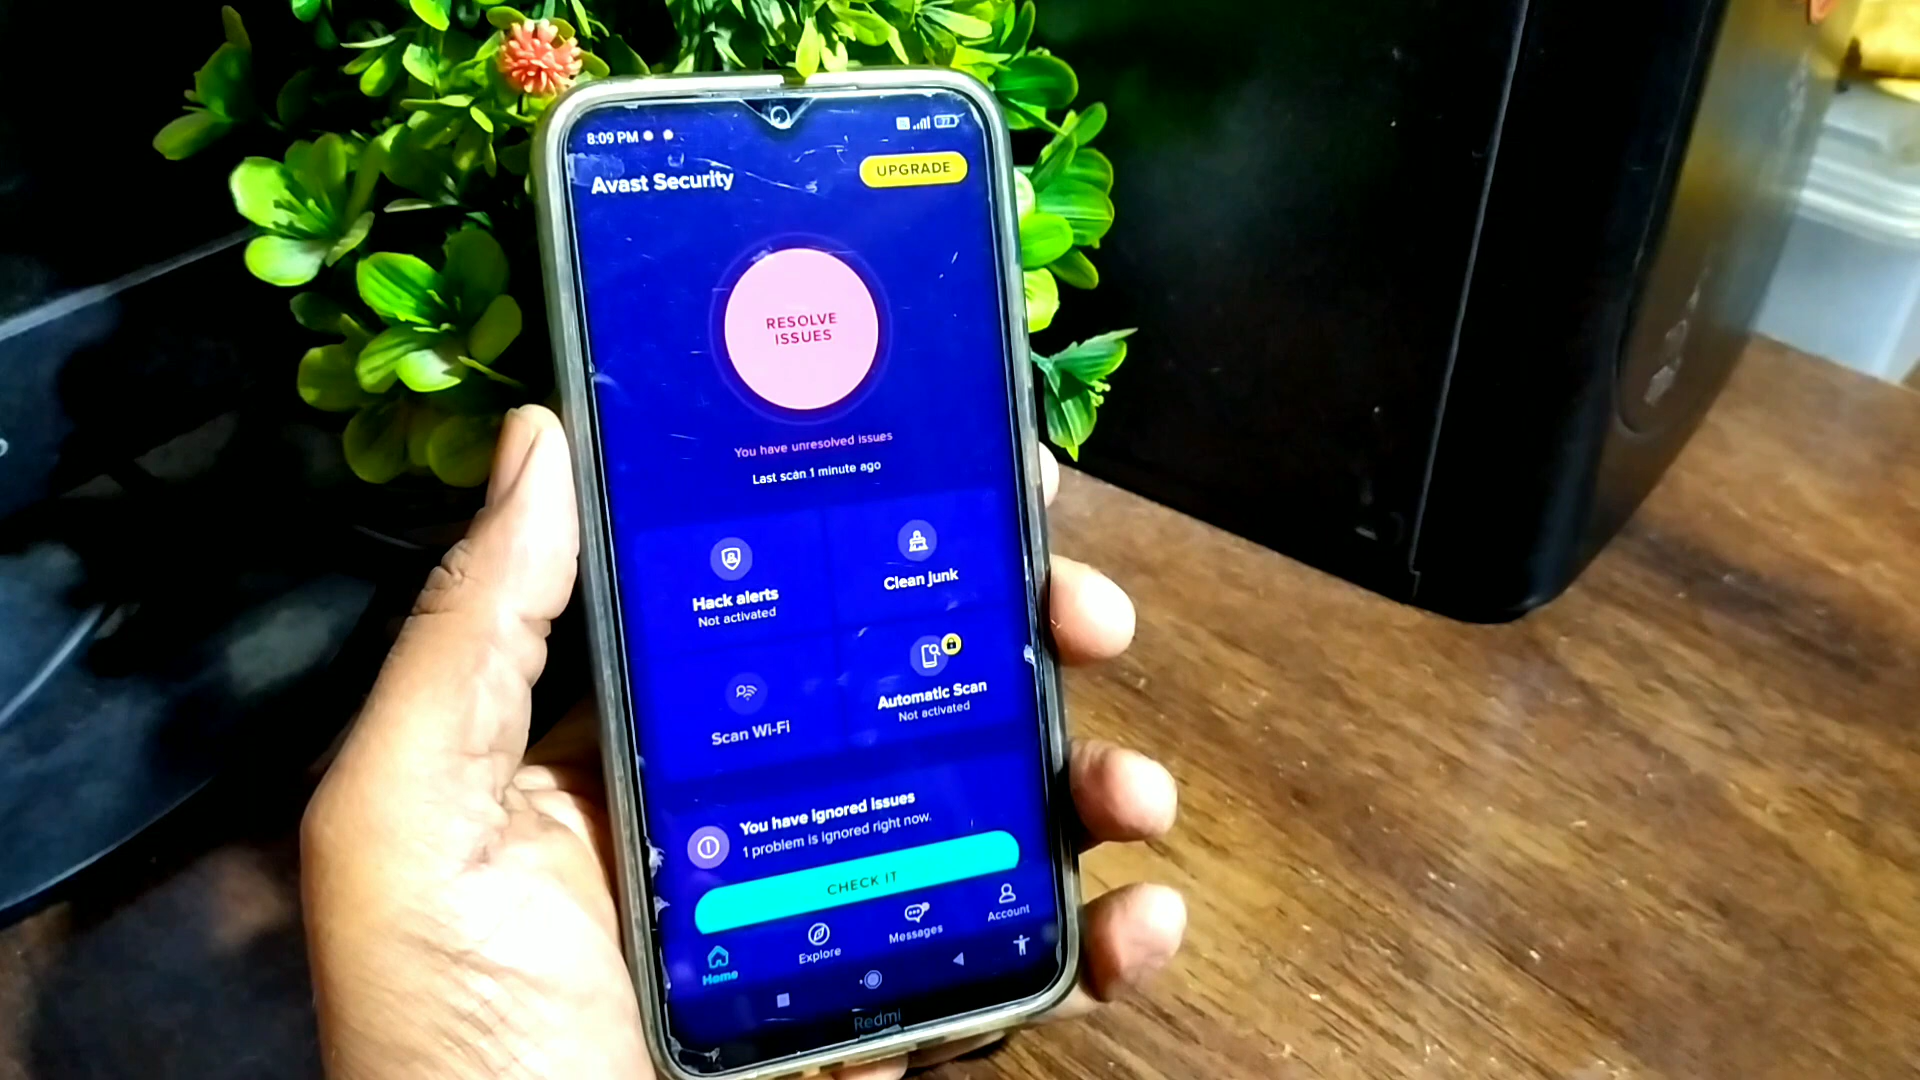 8:09 PM
77
Avast Security
UPGRADE
RESOLVE
ISSUES
You have unresolved issues
Last scan 1 minute ago
Hack alerts
Not activated
Clean junk
Scan Wi-Fi
Automatic Scan
Not activated
You have ignored issues
1 problem is ignored right now.
CHECK IT
Home
Explore
Messages
Account
Redmi